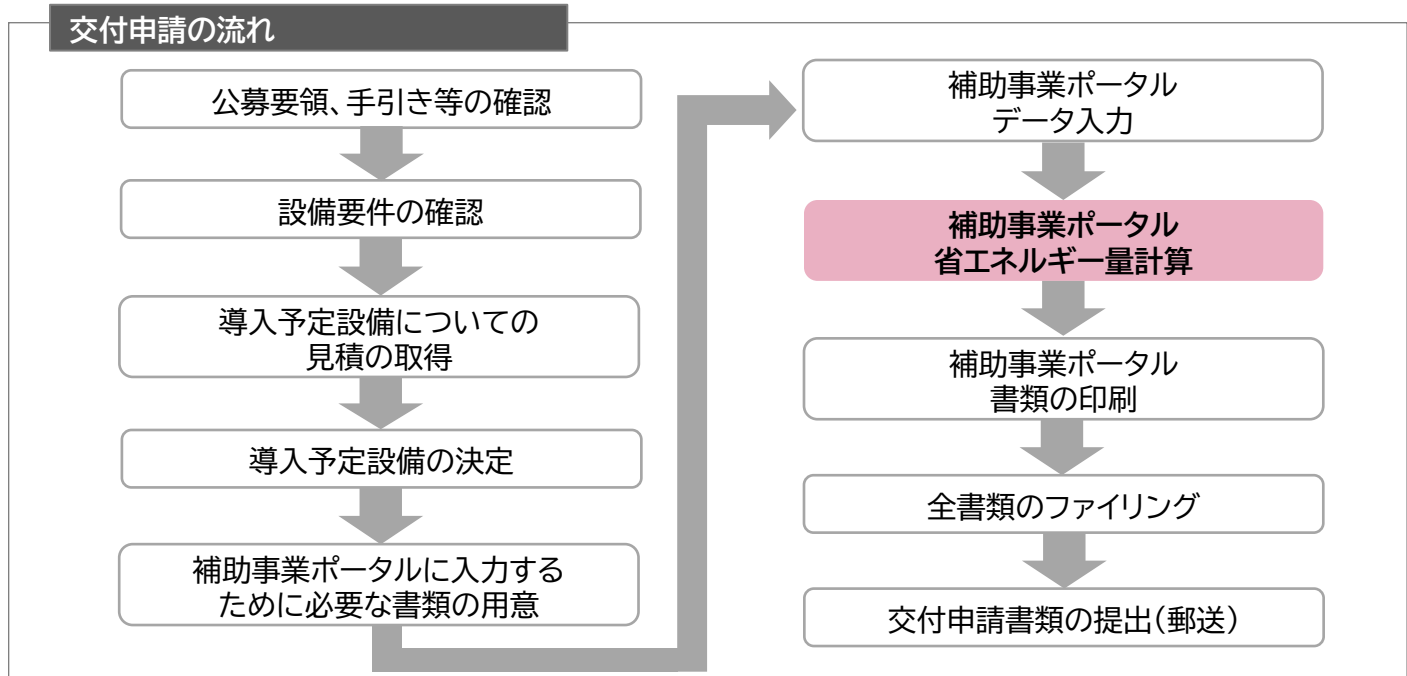 交付申請の流れ
公募要領、手引き等の確認
設備要件の確認
導入予定設備についての
見積の取得
導入予定設備の決定
補助事業ポータルに入力する
ために必要な書類の用意
補助事業ポータル
データ入力
補助事業ポータル
省エネルギー量計算
補助事業ポータル
書類の印刷
全書類のファイリング
交付申請書類の提出(郵送)